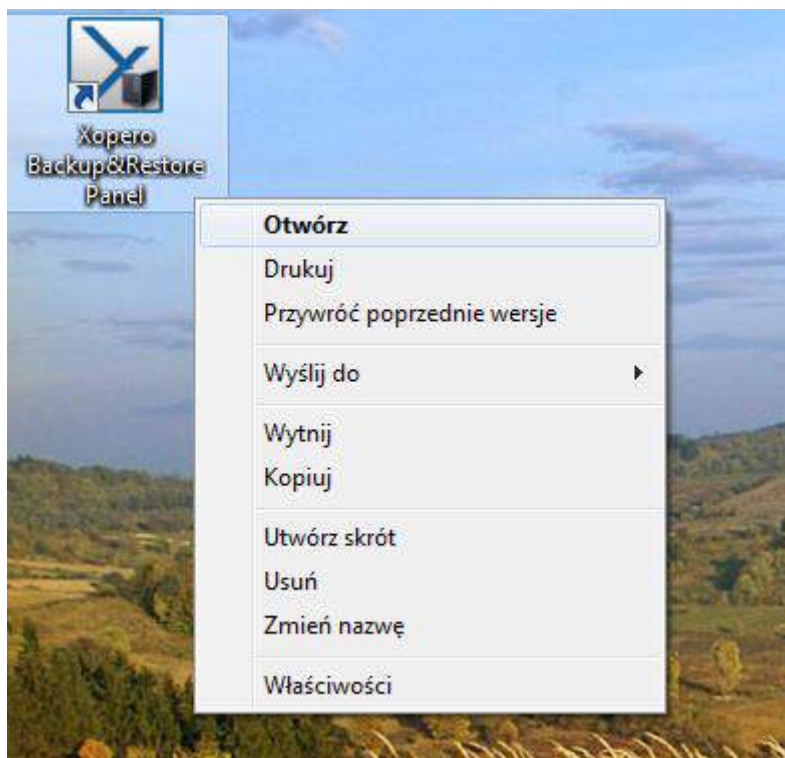 Xopero
Backup&Restore
Panel
Otwórz
Drukuj
Przywróć poprzednie wersje
Wyślij do
Wytnij
Kopiuj
Utwórz skrót
Usuń
Zmień nazwę
Właściwości